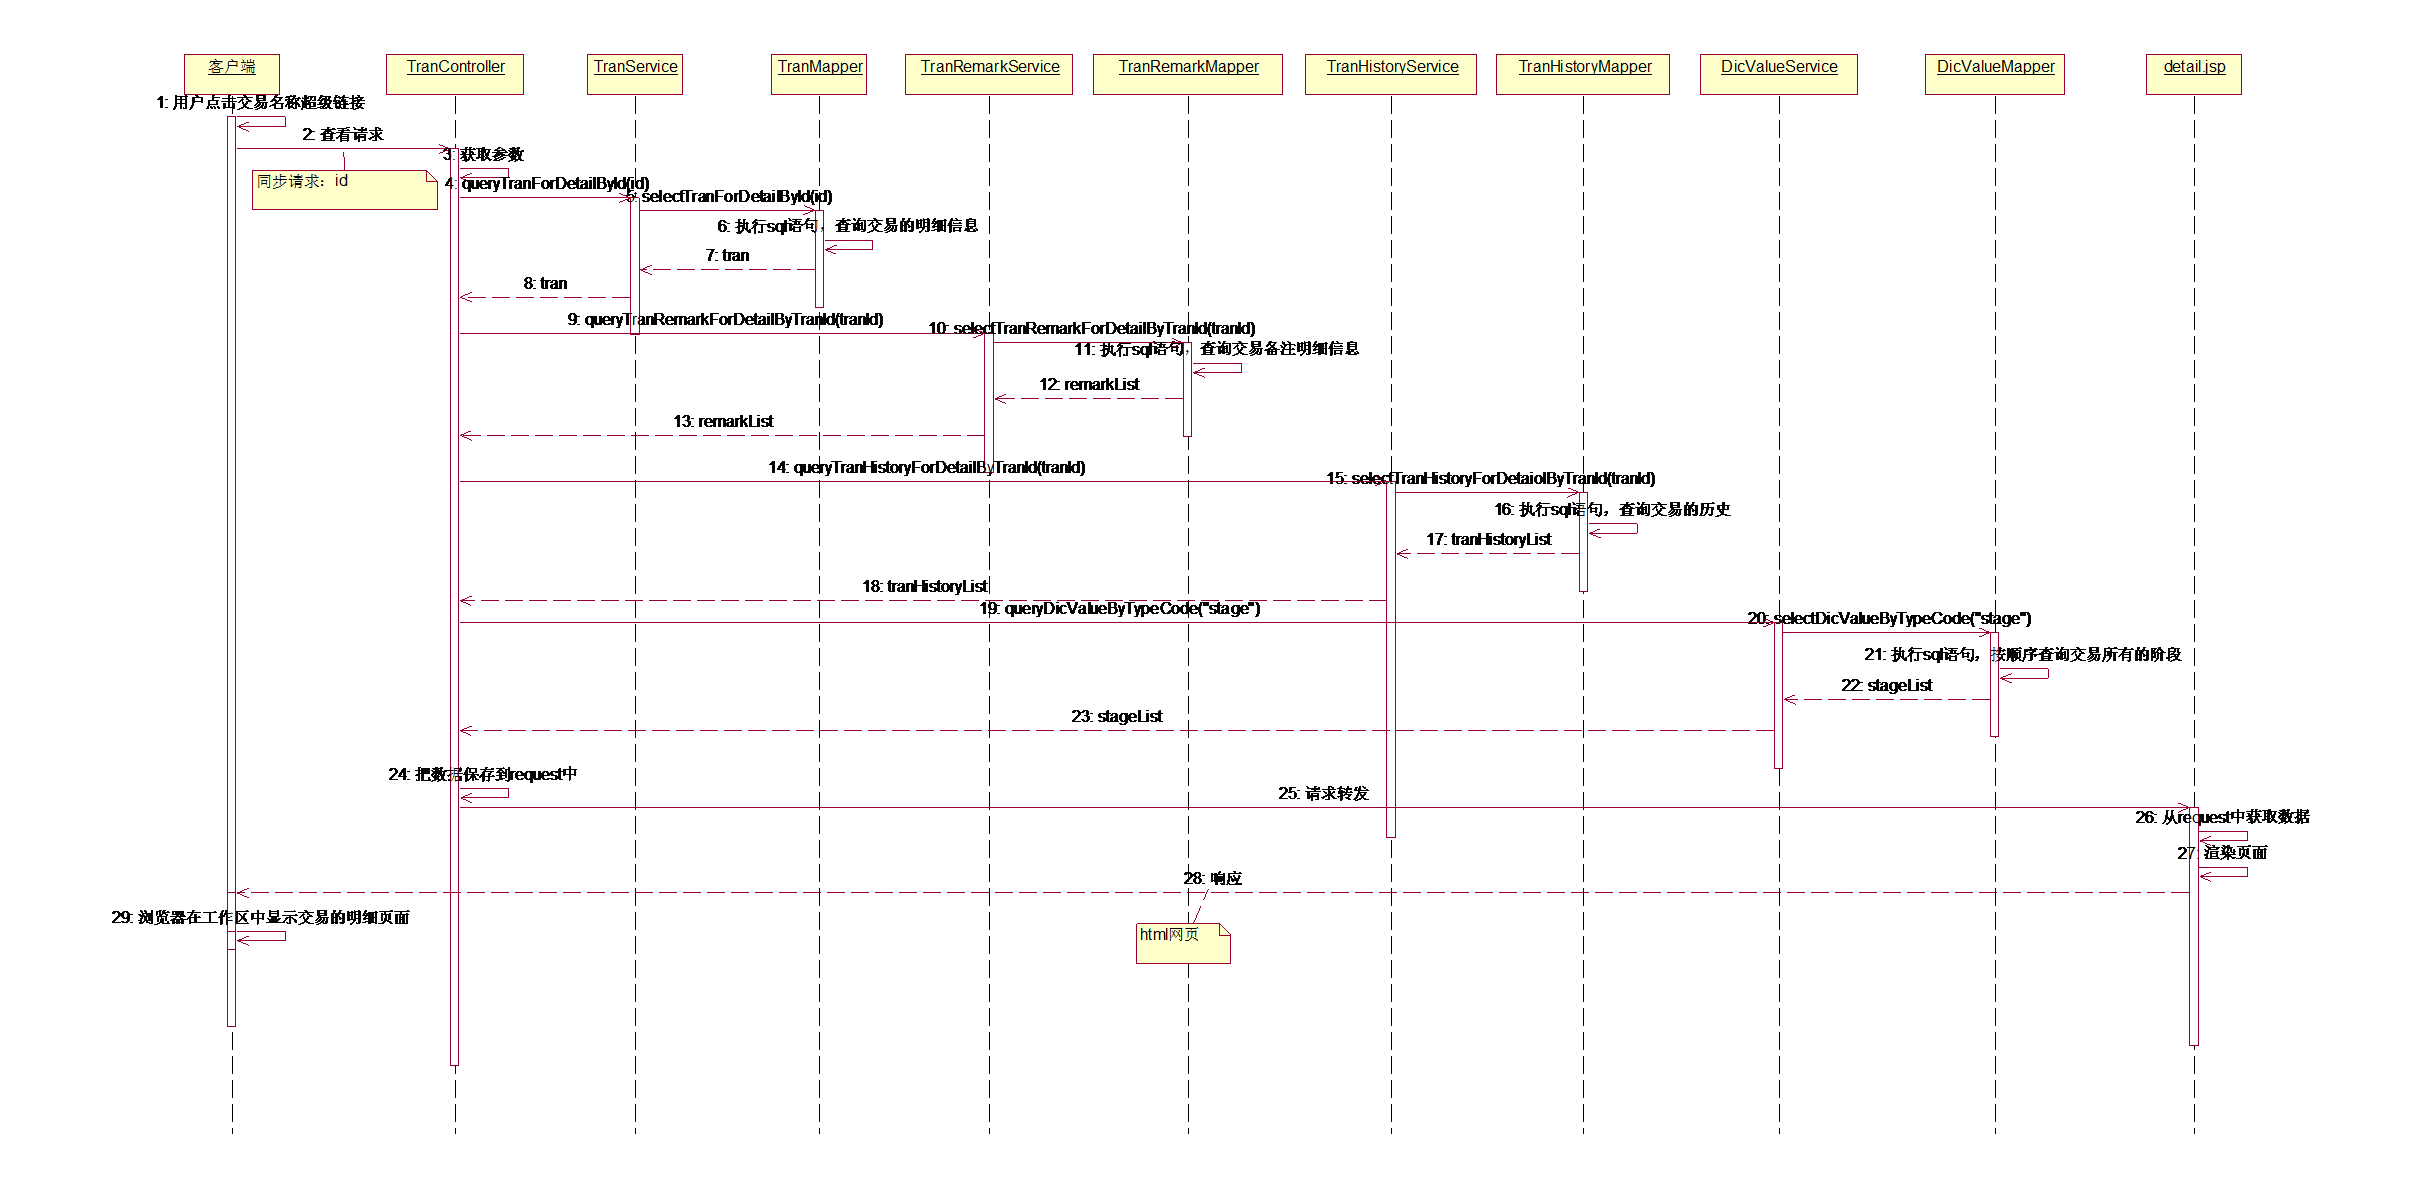 客户端
TranController
TranService
TranMapper
TranRemarkService
TranRemarkMapper
TranHistoryService
TranHistoryMapper
DicValueService
DicValueMapper
detail.jsp
1: 用户点击交易名称超级链接
2: 查看请求
同步请求：id
3: 获取参数
4: queryTranForDetailById(id)
5: selectTranForDetailById(id)
6: 执行sql语句，查询交易的明细信息
7: tran
8: tran
9: queryTranRemarkForDetailByTranId(tranId)
10: selectTranRemarkForDetailByTranId(tranId)
11: 执行sql语句，查询交易备注明细信息
12: remarkList
13: remarkList
14: queryTranHistoryForDetailByTranId(tranId)
15: selectTranHistoryForDetaiolByTranId(tranId)
16: 执行sql语句，查询交易的历史
17: tranHistoryList
18: tranHistoryList
19: queryDicValueByTypeCode("stage")
20: selectDicValueByTypeCode("stage")
21: 执行sql语句，按顺序查询交易所有的阶段
22: stageList
23: stageList
24: 把数据保存到request中
25: 请求转发
26: 从request中获取数据
27: 渲染页面
28: 响应
html网页
29: 浏览器在工作区中显示交易的明细页面